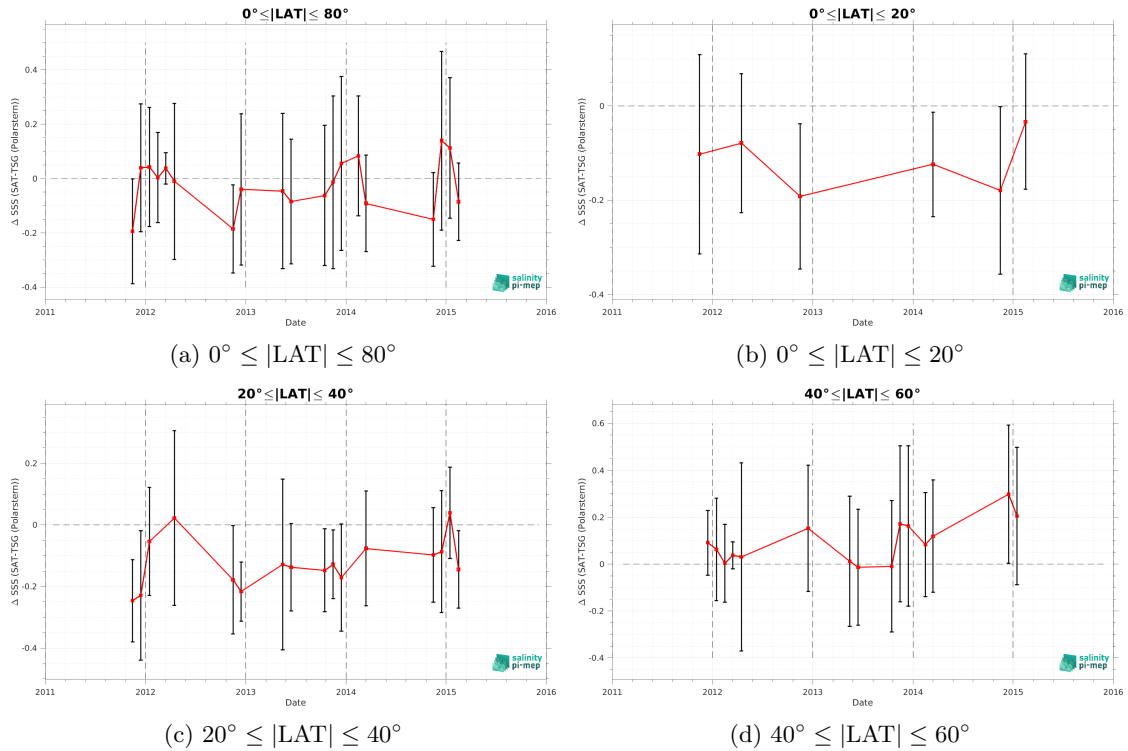 0°≤|LAT|≤ 80°
Δ SSS (SAT-TSG (Polarstern))
0.4
0.2
0
-0.2
-0.4
2011 2012 2013 2014 2015 2016
Date
salinity
pi-mep
(a) 0° ≤ |LAT| ≤ 80°
0°≤|LAT|≤ 20°
Δ SSS (SAT-TSG (Polarstern))
0
-0.2
-0.4
2011 2012 2013 2014 2015 2016
Date
salinity
pi-mep
(b) 0° ≤ |LAT| ≤ 20°
20°≤|LAT|≤ 40°
Δ SSS (SAT-TSG (Polarstern))
0.2
0
-0.2
-0.4
2011 2012 2013 2014 2015 2016
Date
salinity
pi-mep
(c) 20° ≤ |LAT| ≤ 40°
40°≤|LAT|≤ 60°
Δ SSS (SAT-TSG (Polarstern))
0.6
0.4
0.2
0
-0.2
-0.4
2011 2012 2013 2014 2015 2016
Date
salinity
pi-mep
(d) 40° ≤ |LAT| ≤ 60°